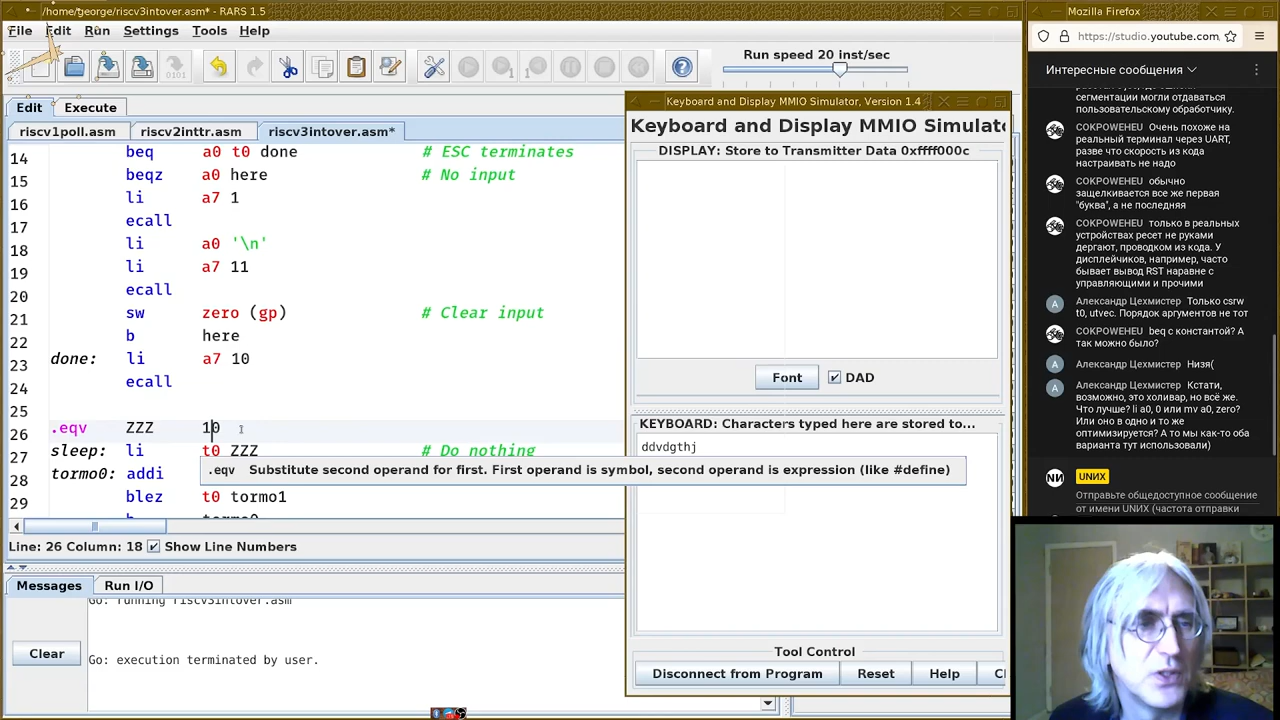 /home/george/riscv3intover.asm* - RARS 1.5
File Edit Run Settings Tools Help
Run speed 20 inst/sec
Edit Execute
riscv1poll.asm riscv2inttr.asm riscv3intover.asm*
14 beq a0 t0 done # ESC terminates
15 beqz a0 here # No input
16 li a7 1
17 ecall
18 li a0 '\n'
19 li a7 11
20 ecall
21 sw zero (gp) # Clear input
22 b here
23 done: li a7 10
24 ecall
25
26 .eqv ZZZ 10
27 sleep: li t0 ZZZ # Do nothing
28 tormo0: addi
.eqv Substitute second operand for first. First operand is symbol, second operand is expression (like #define)
29 blez t0 tormo1
Line: 26 Column: 18 Show Line Numbers
Messages Run I/O
Go: running riscv3intover.asm
Go: execution terminated by user.
Clear
Keyboard and Display MMIO Simulator, Version 1.4
Keyboard and Display MMIO Simulato
DISPLAY: Store to Transmitter Data 0xffff000c
Font DAD
KEYBOARD: Characters typed here are stored to...
ddvdgthj
Tool Control
Disconnect from Program Reset Help
Mozilla Firefox
https://studio.youtube.com
Интересные сообщения
сегментации могли отдаваться
пользовательскому обработчику.
COKPOWEHEU Очень похоже на
реальный терминал через UART,
разве что скорость из кода
настраивать не надо
COKPOWEHEU обычно
защелкивается все же первая
"буква", а не последняя
COKPOWEHEU только в реальных
устройствах ресет не руками
дергают, проводком из кода. У
дисплейчиков, например, часто
бывает вывод RST наравне с
управляющими и прочими
А Александр Цехмистер Только csrw
t0, utvec. Порядок аргументов не тот
COKPOWEHEU beq с константой? А
так можно было?
А Александр Цехмистер Низя(
А Александр Цехмистер Кстати,
возможно, это холивар, но всё же.
Что лучше? li a0, 0 или mv a0, zero?
Или оно в одно и то же
оптимизируется? А то мы как-то оба
варианта тут использовали)
UNИX
Отправьте общедоступное сообщение
от имени UNИX (частота отправки